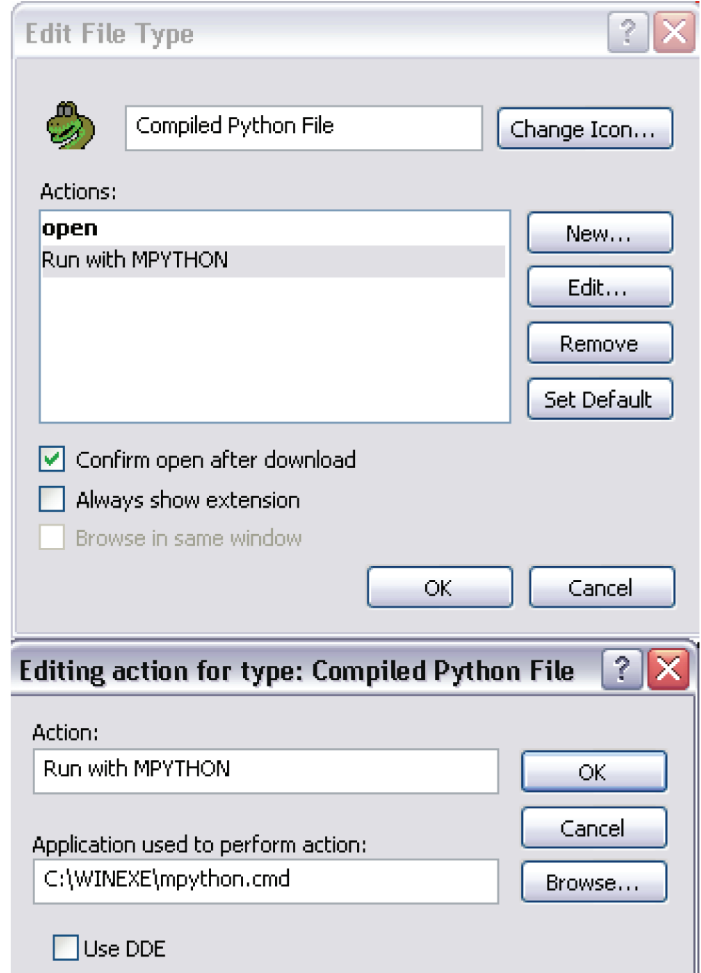 Edit File Type
Compiled Python File
Change Icon...
Actions:
open
Run with MPYTHON
New...
Edit...
Remove
Set Default
Confirm open after download
Always show extension
Browse in same window
OK
Cancel
Editing action for type: Compiled Python File
Action:
Run with MPYTHON
OK
Cancel
Application used to perform action:
C:\WINEXE\mpython.cmd
Browse...
Use DDE